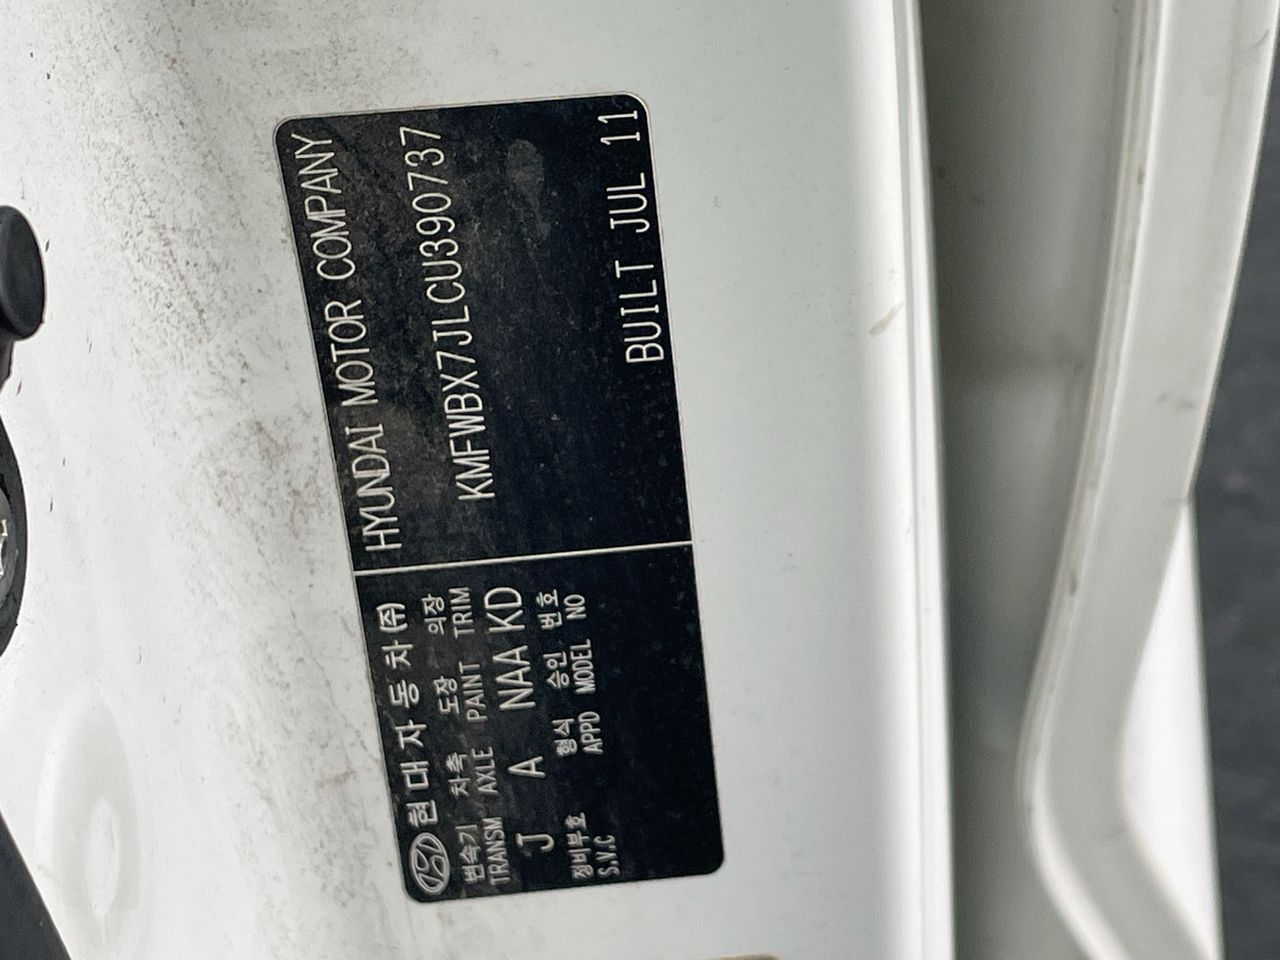 현대자동차(주)
변속기 차축 도장 의장
TRANSM AXLE PAINT TRIM
J A NAA KD
형식 승인 번호
정비부호 APPD MODEL NO
S.V.C
HYUNDAI MOTOR COMPANY
KMFWBX7JLCU390737
BUILT JUL 11